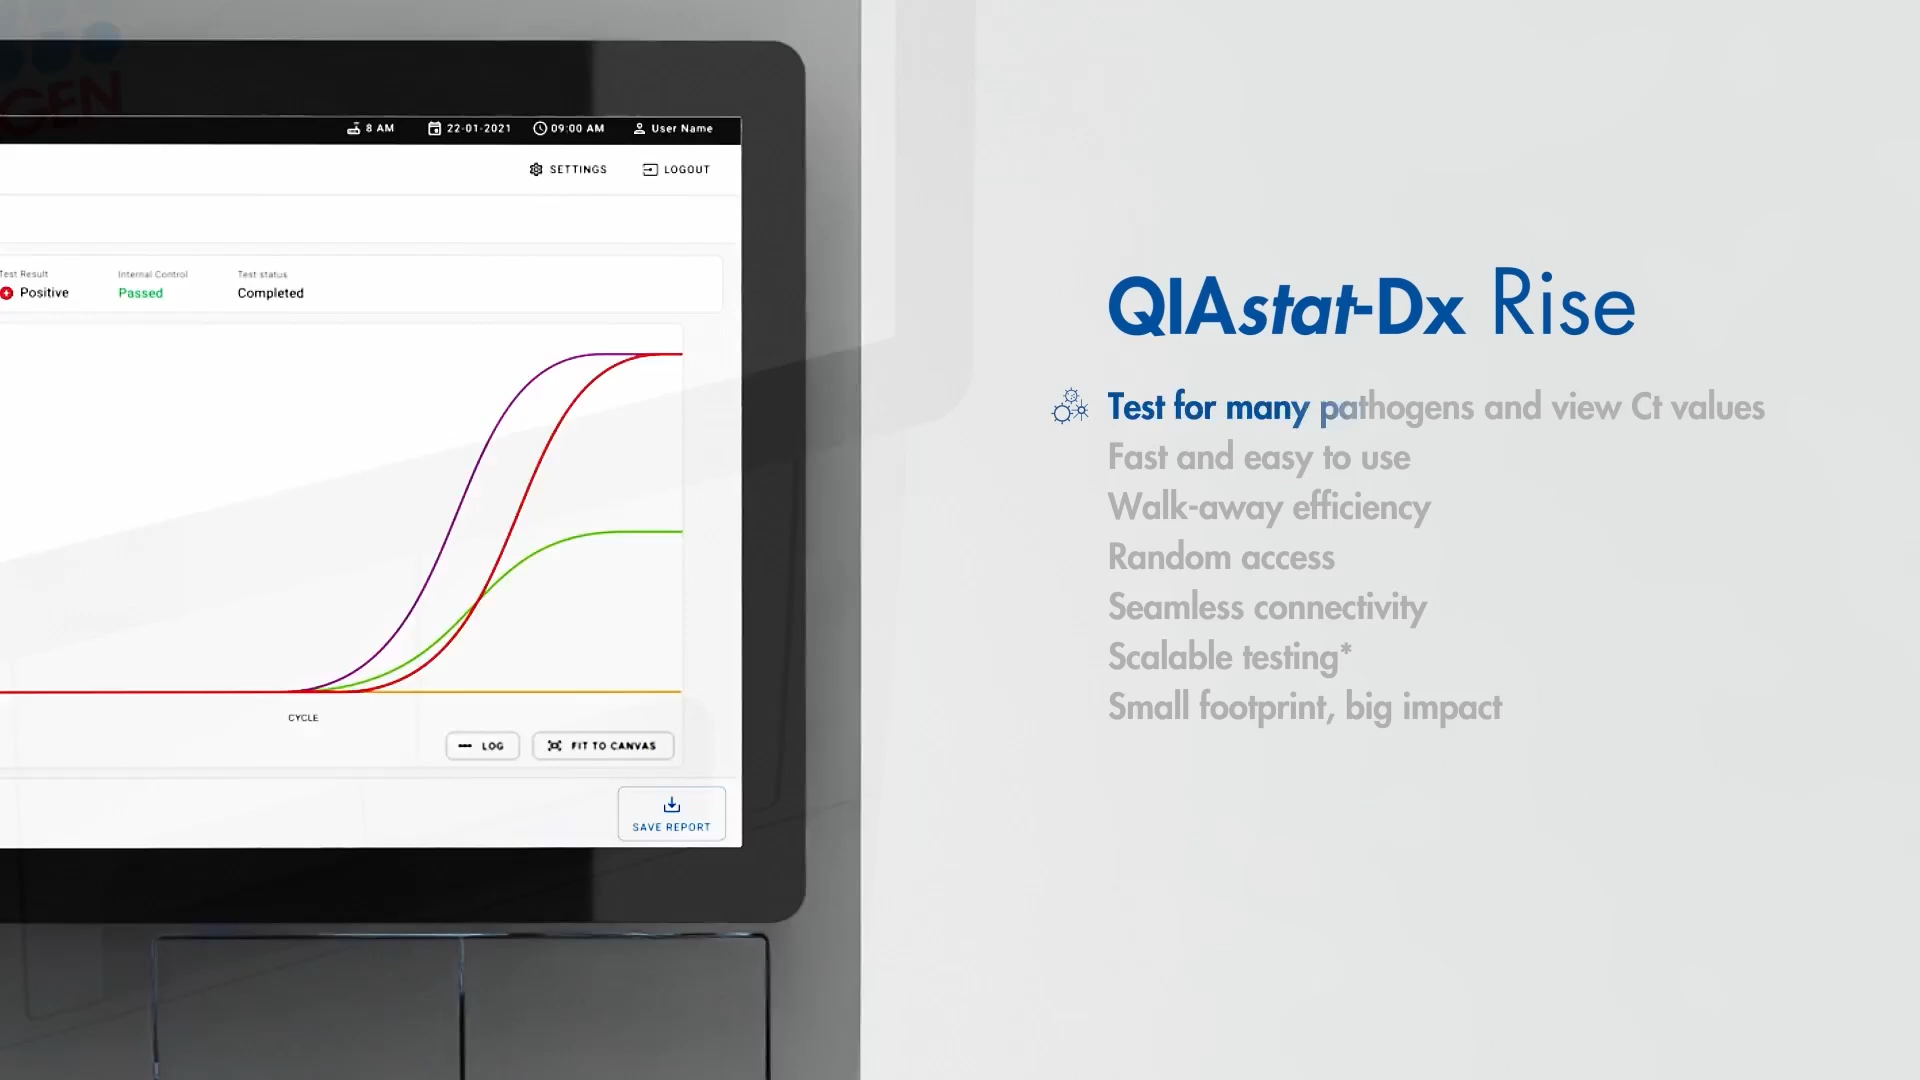 GEN
8 AM 22-01-2021 09:00 AM User Name
SETTINGS LOGOUT
Test Result Internal Control Test status
Positive Passed Completed
CYCLE
LOG FIT TO CANVAS
SAVE REPORT
QIAstat-Dx Rise
Test for many pathogens and view Ct values
Fast and easy to use
Walk-away efficiency
Random access
Seamless connectivity
Scalable testing*
Small footprint, big impact